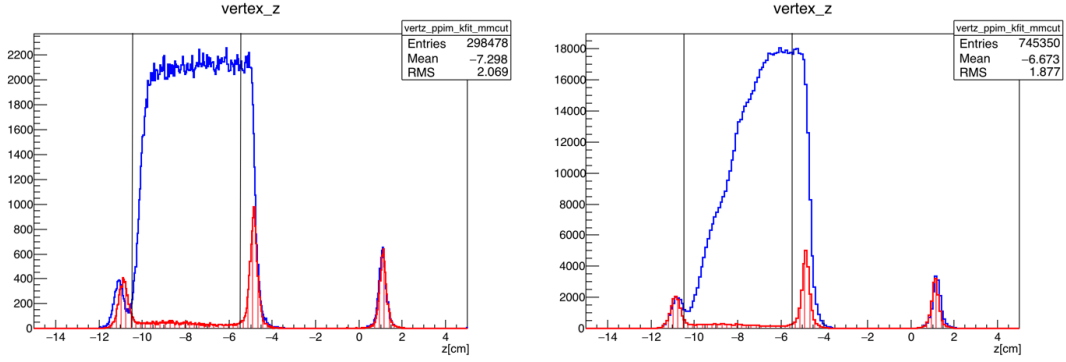 vertex_z
vertz_ppim_kfit_mmcut
Entries 298478
Mean −7.298
RMS 2.069
2200
2000
1800
1600
1400
1200
1000
800
600
400
200
0
−14 −12 −10 −8 −6 −4 −2 0 2 4
z[cm]
vertex_z
vertz_ppim_kfit_mmcut
Entries 745350
Mean −6.673
RMS 1.877
18000
16000
14000
12000
10000
8000
6000
4000
2000
0
−14 −12 −10 −8 −6 −4 −2 0 2 4
z[cm]